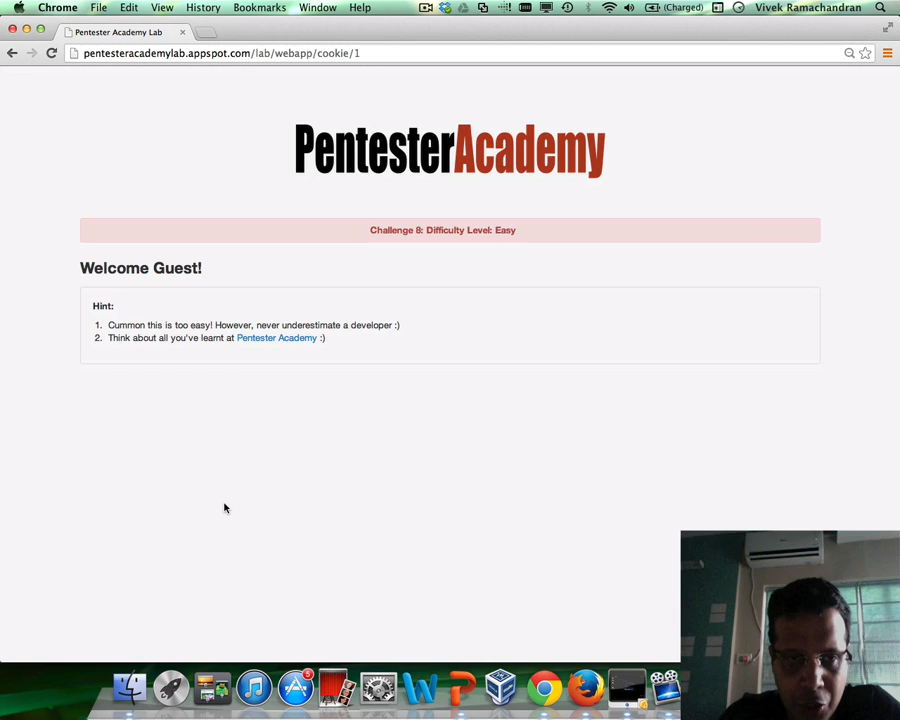 Chrome File Edit View History Bookmarks Window Help (Charged) Vivek Ramachandran
Pentester Academy Lab
pentesteracademylab.appspot.com/lab/webapp/cookie/1
PentesterAcademy
Challenge 8: Difficulty Level: Easy
Welcome Guest!
Hint:
1. Cummon this is too easy! However, never underestimate a developer :)
2. Think about all you've learnt at Pentester Academy :)